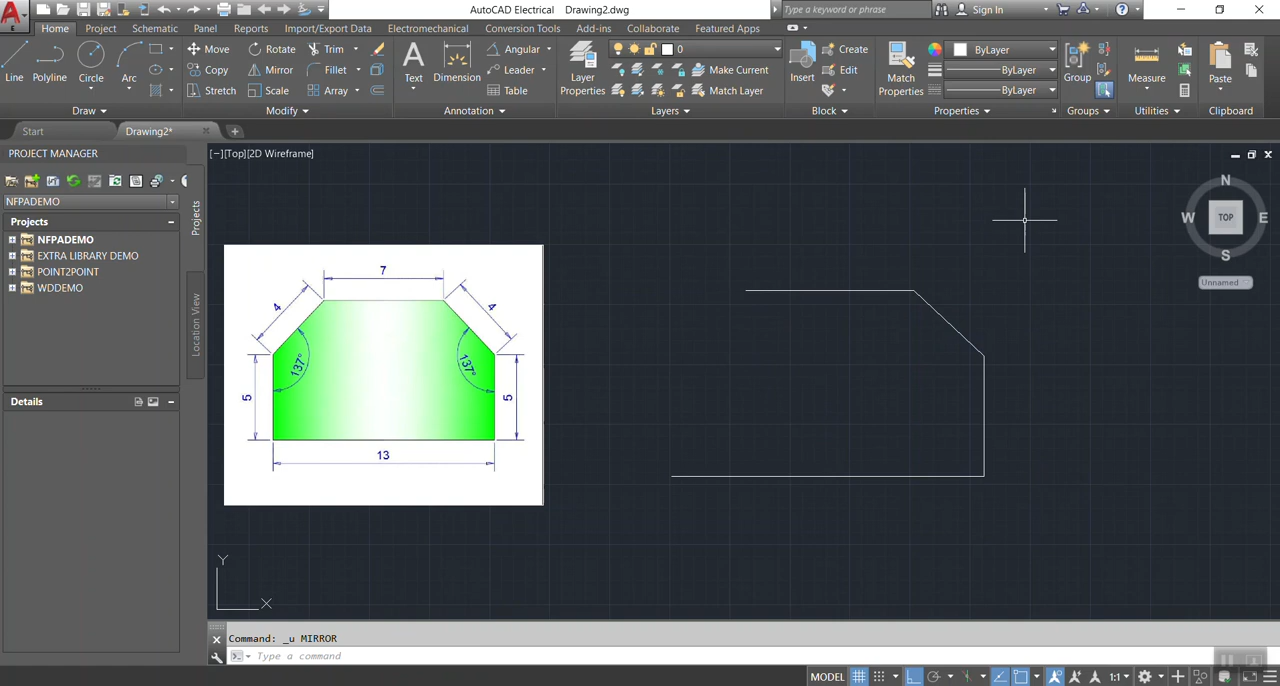 AutoCAD Electrical Drawing2.dwg
Type a keyword or phrase
Sign In
Home Project Schematic Panel Reports Import/Export Data Electromechanical Conversion Tools Add-ins Collaborate Featured Apps
E
Line Polyline Circle Arc
Move Rotate Trim
Copy Mirror Fillet
Stretch Scale Array
Text Dimension
Angular
Leader
Table
Layer
Properties
0
Make Current
Match Layer
Insert
Create
Edit
Match
Properties
ByLayer
ByLayer
ByLayer
Group
Measure
Paste
Draw Modify Annotation Layers Block Properties Groups Utilities Clipboard
Start Drawing2*
PROJECT MANAGER
NFPADEMO
Projects
NFPADEMO
EXTRA LIBRARY DEMO
POINT2POINT
WDDEMO
Details
Projects
Location View
[−][Top][2D Wireframe]
7
4
4
137°
137°
5
5
13
N
W TOP E
S
Unnamed
Y
X
Command: _u MIRROR
Type a command
MODEL
1:1